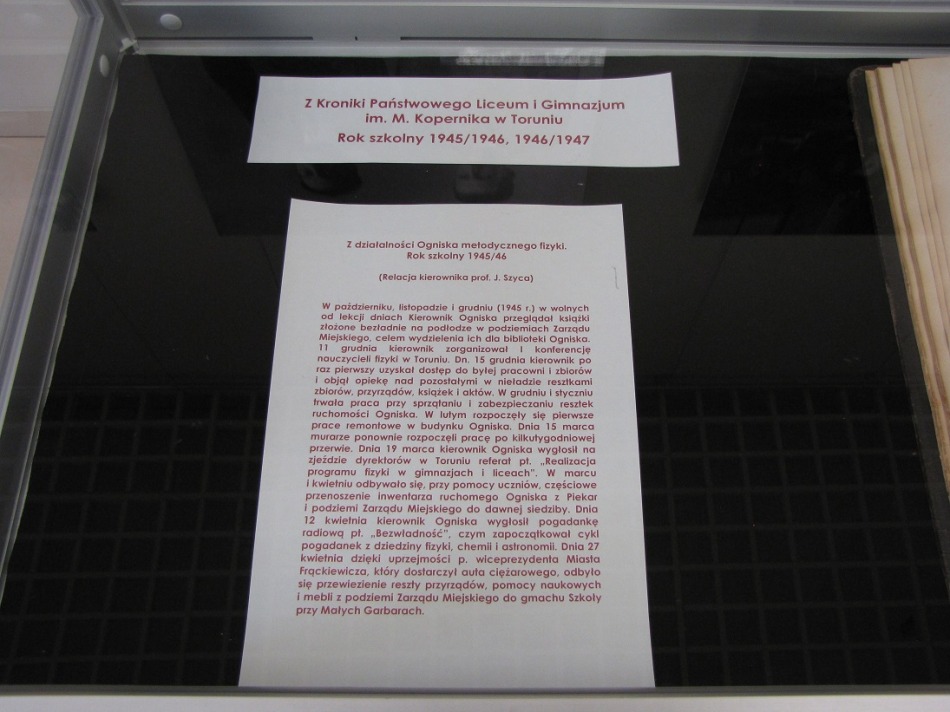 Z Kroniki Państwowego Liceum i Gimnazjum
im. M. Kopernika w Toruniu
Rok szkolny 1945/1946, 1946/1947
Z działalności Ogniska metodycznego fizyki.
Rok szkolny 1945/46
(Relacja kierownika prof. J. Szyca)
W październiku, listopadzie i grudniu (1945 r.) w wolnych
od lekcji dniach Kierownik Ogniska przeglądał książki
złożone bezładnie na podłodze w podziemiach Zarządu
Miejskiego, celem wydzielenia ich dla biblioteki Ogniska.
11 grudnia kierownik zorganizował I konferencję
nauczycieli fizyki w Toruniu. Dn. 15 grudnia kierownik po
raz pierwszy uzyskał dostęp do byłej pracowni i zbiorów
i objął opiekę nad pozostałymi w nieładzie resztkami
zbiorów, przyrządów, książek i aktów. W grudniu i styczniu
trwała praca przy sprzątaniu i zabezpieczaniu resztek
ruchomości Ogniska. W lutym rozpoczęły się pierwsze
prace remontowe w budynku Ogniska. Dnia 15 marca
murarze ponownie rozpoczęli pracę po kilkutygodniowej
przerwie. Dnia 19 marca kierownik Ogniska wygłosił na
zjeździe dyrektorów w Toruniu referat pt. „Realizacja
programu fizyki w gimnazjach i liceach”. W marcu
i kwietniu odbywało się, przy pomocy uczniów, częściowe
przenoszenie inwentarza ruchomego Ogniska z Piekar
i podziemi Zarządu Miejskiego do dawnej siedziby. Dnia
12 kwietnia kierownik Ogniska wygłosił pogadankę
radiową pt. „Bezwładność”, czym zapoczątkował cykl
pogadanek z dziedziny fizyki, chemii i astronomii. Dnia 27
kwietnia dzięki uprzejmości p. wiceprezydenta Miasta
Frąckiewicza, który dostarczył auta ciężarowego, odbyło
się przewiezienie reszty przyrządów, pomocy naukowych
i mebli z podziemi Zarządu Miejskiego do gmachu Szkoły
przy Małych Garbarach.